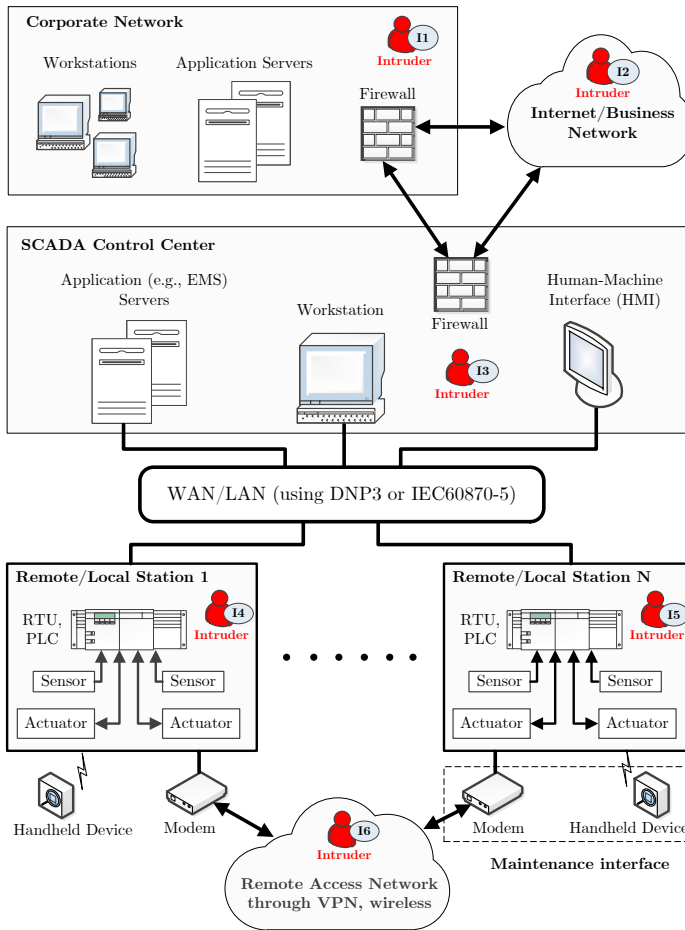 Corporate Network
I1
Intruder
Workstations
Application Servers
Firewall
I2
Intruder
Internet/Business
Network
SCADA Control Center
Application (e.g., EMS)
Servers
Workstation
Firewall
Human-Machine
Interface (HMI)
I3
Intruder
WAN/LAN (using DNP3 or IEC60870-5)
Remote/Local Station 1
RTU,
PLC
I4
Intruder
Sensor
Sensor
Actuator
Actuator
Remote/Local Station N
RTU,
PLC
I5
Intruder
Sensor
Sensor
Actuator
Actuator
Handheld Device
Modem
I6
Intruder
Remote Access Network
through VPN, wireless
Modem
Handheld Device
Maintenance interface